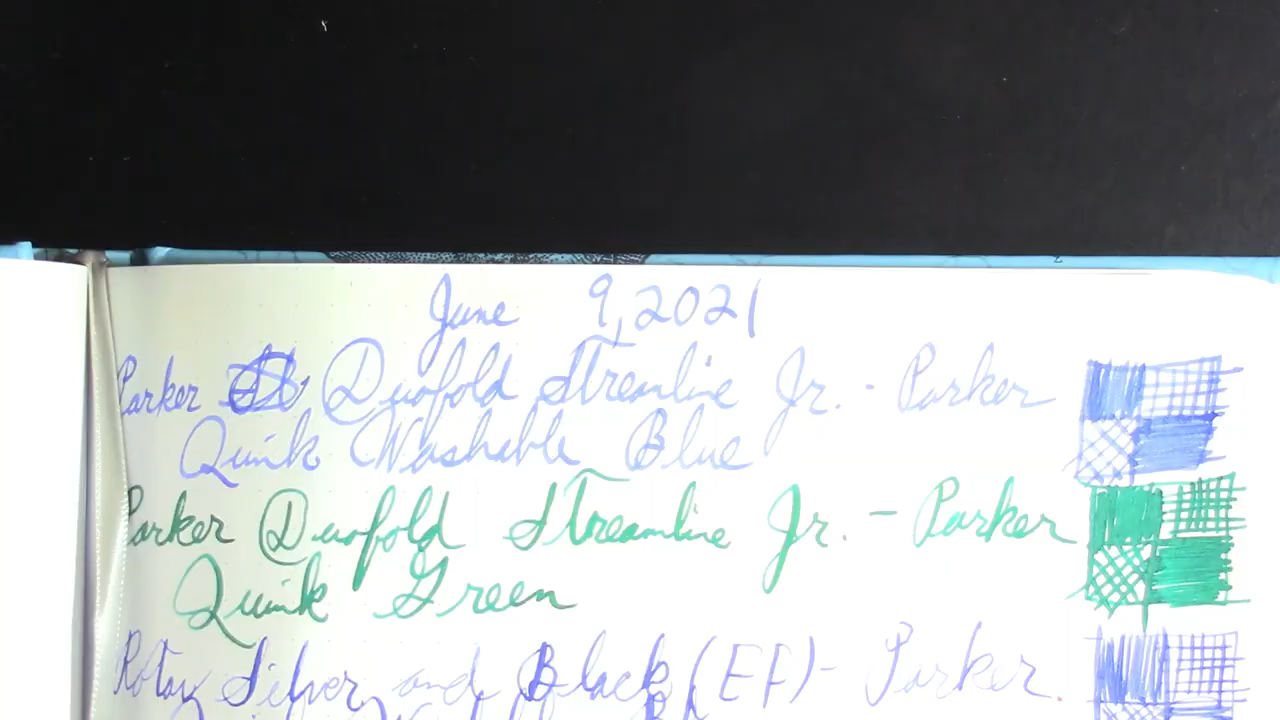 June 9, 2021
Parker Duofold Streamline Jr. - Parker
Quink Washable Blue
Parker Duofold Streamline Jr. - Parker
Quink Green
Rotax Silver and Black (EF) - Parker